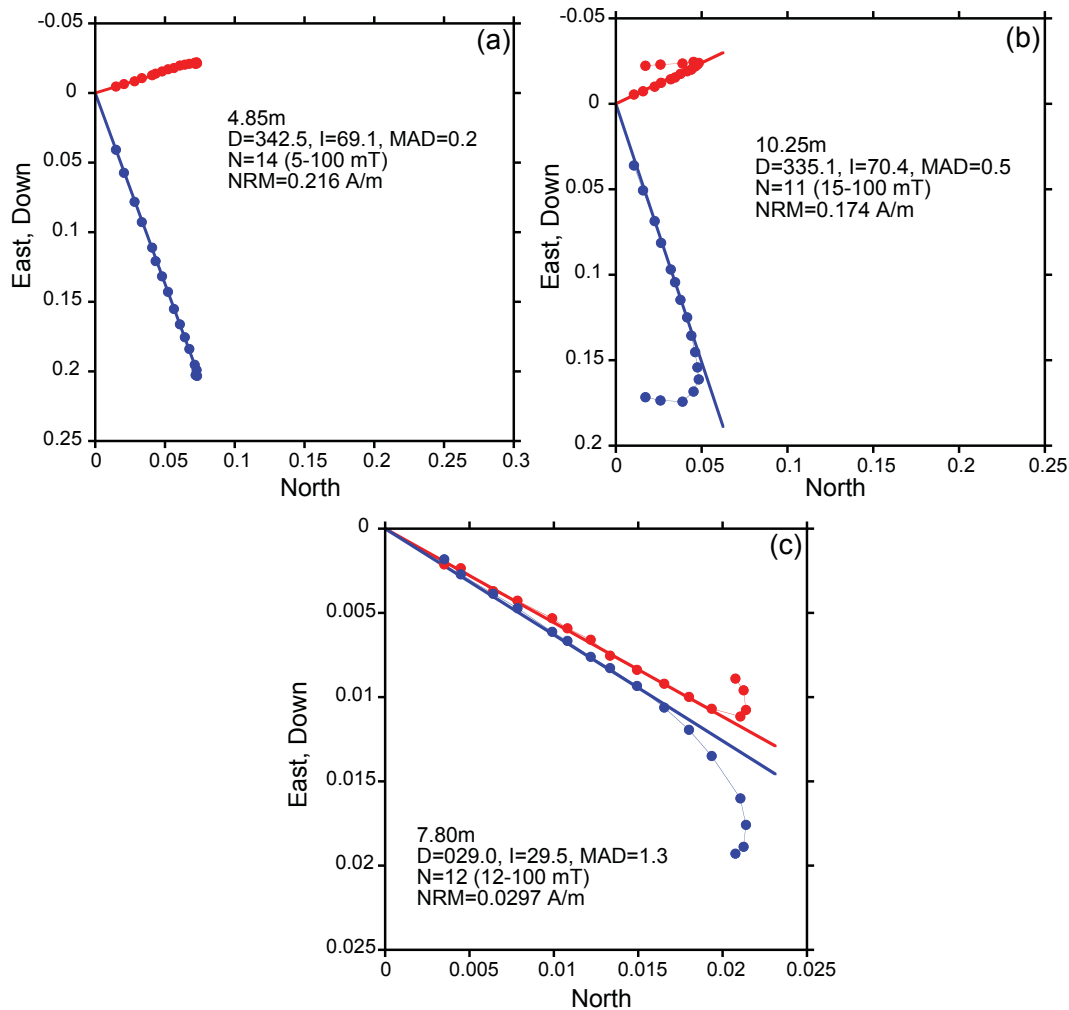 (a)
-0.05
0
0.05
0.1
0.15
0.2
0.25
East, Down
4.85m
D=342.5, I=69.1, MAD=0.2
N=14 (5-100 mT)
NRM=0.216 A/m
0 0.05 0.1 0.15 0.2 0.25 0.3
North
(b)
-0.05
0
0.05
0.1
0.15
0.2
East, Down
10.25m
D=335.1, I=70.4, MAD=0.5
N=11 (15-100 mT)
NRM=0.174 A/m
0 0.05 0.1 0.15 0.2 0.25
North
(c)
0
0.005
0.01
0.015
0.02
0.025
East, Down
7.80m
D=029.0, I=29.5, MAD=1.3
N=12 (12-100 mT)
NRM=0.0297 A/m
0 0.005 0.01 0.015 0.02 0.025
North